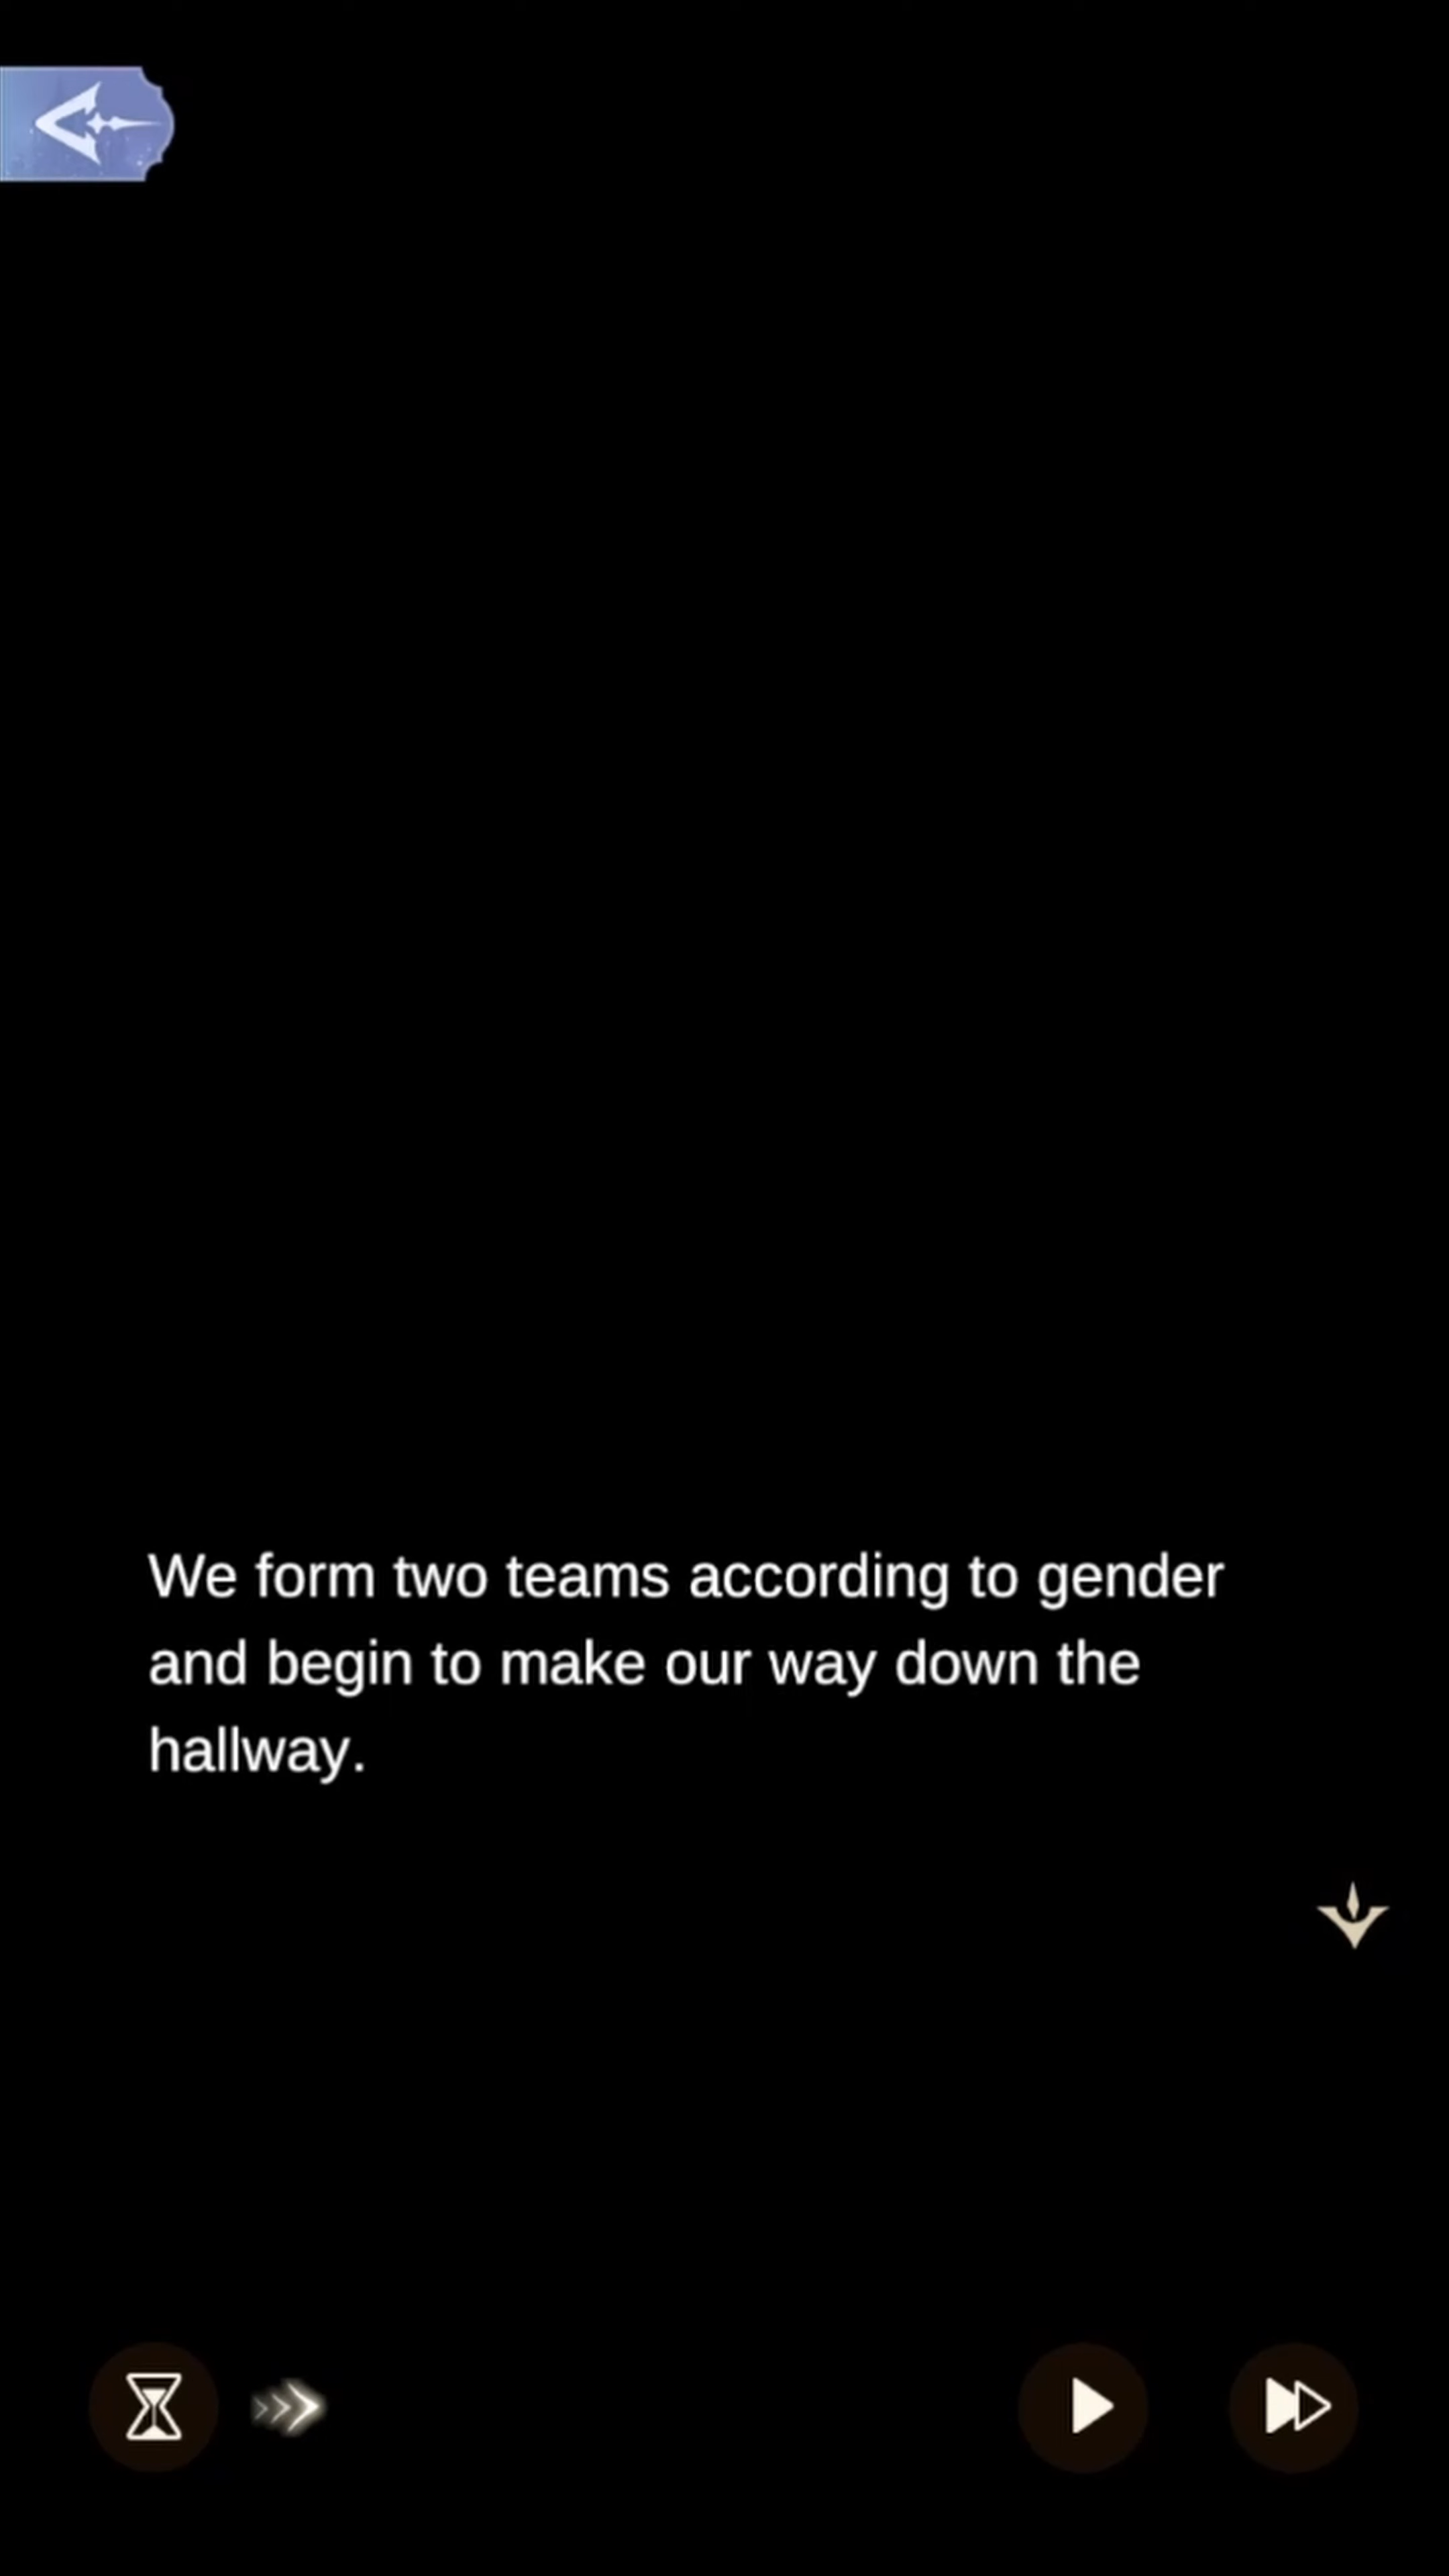 We form two teams according to gender
and begin to make our way down the
hallway.